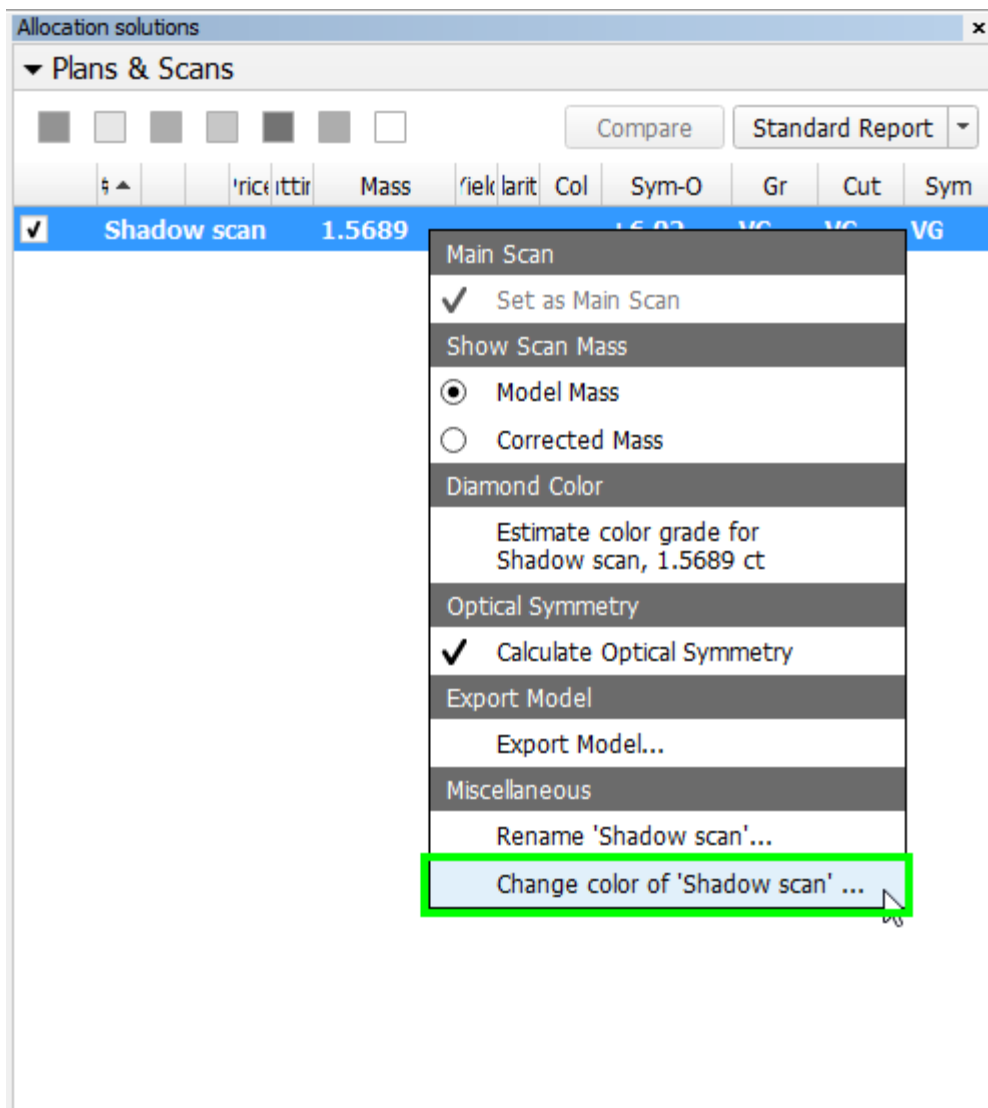 Allocation solutions
Plans & Scans
Compare Standard Report
Mass Col Sym-O Gr Cut Sym
Shadow scan 1.5689 VG
Main Scan
Set as Main Scan
Show Scan Mass
Model Mass
Corrected Mass
Diamond Color
Estimate color grade for
Shadow scan, 1.5689 ct
Optical Symmetry
Calculate Optical Symmetry
Export Model
Export Model...
Miscellaneous
Rename 'Shadow scan'...
Change color of 'Shadow scan' ...